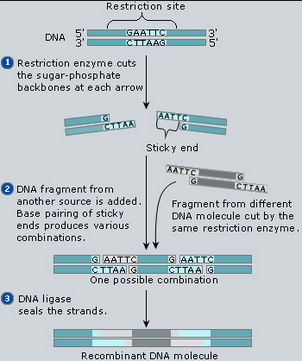 Restriction site
DNA 5' GAATTC 3'
3' CTTAAG 5'
1 Restriction enzyme cuts
the sugar-phosphate
backbones at each arrow
G AATTC
CTTAA G
Sticky end
AATTC G
G CTTAA
2 DNA fragment from
another source is added.
Base pairing of sticky
ends produces various
combinations.
Fragment from different
DNA molecule cut by the
same restriction enzyme.
G AATTC G AATTC
CTTAA G CTTAA G
One possible combination
3 DNA ligase
seals the strands.
Recombinant DNA molecule